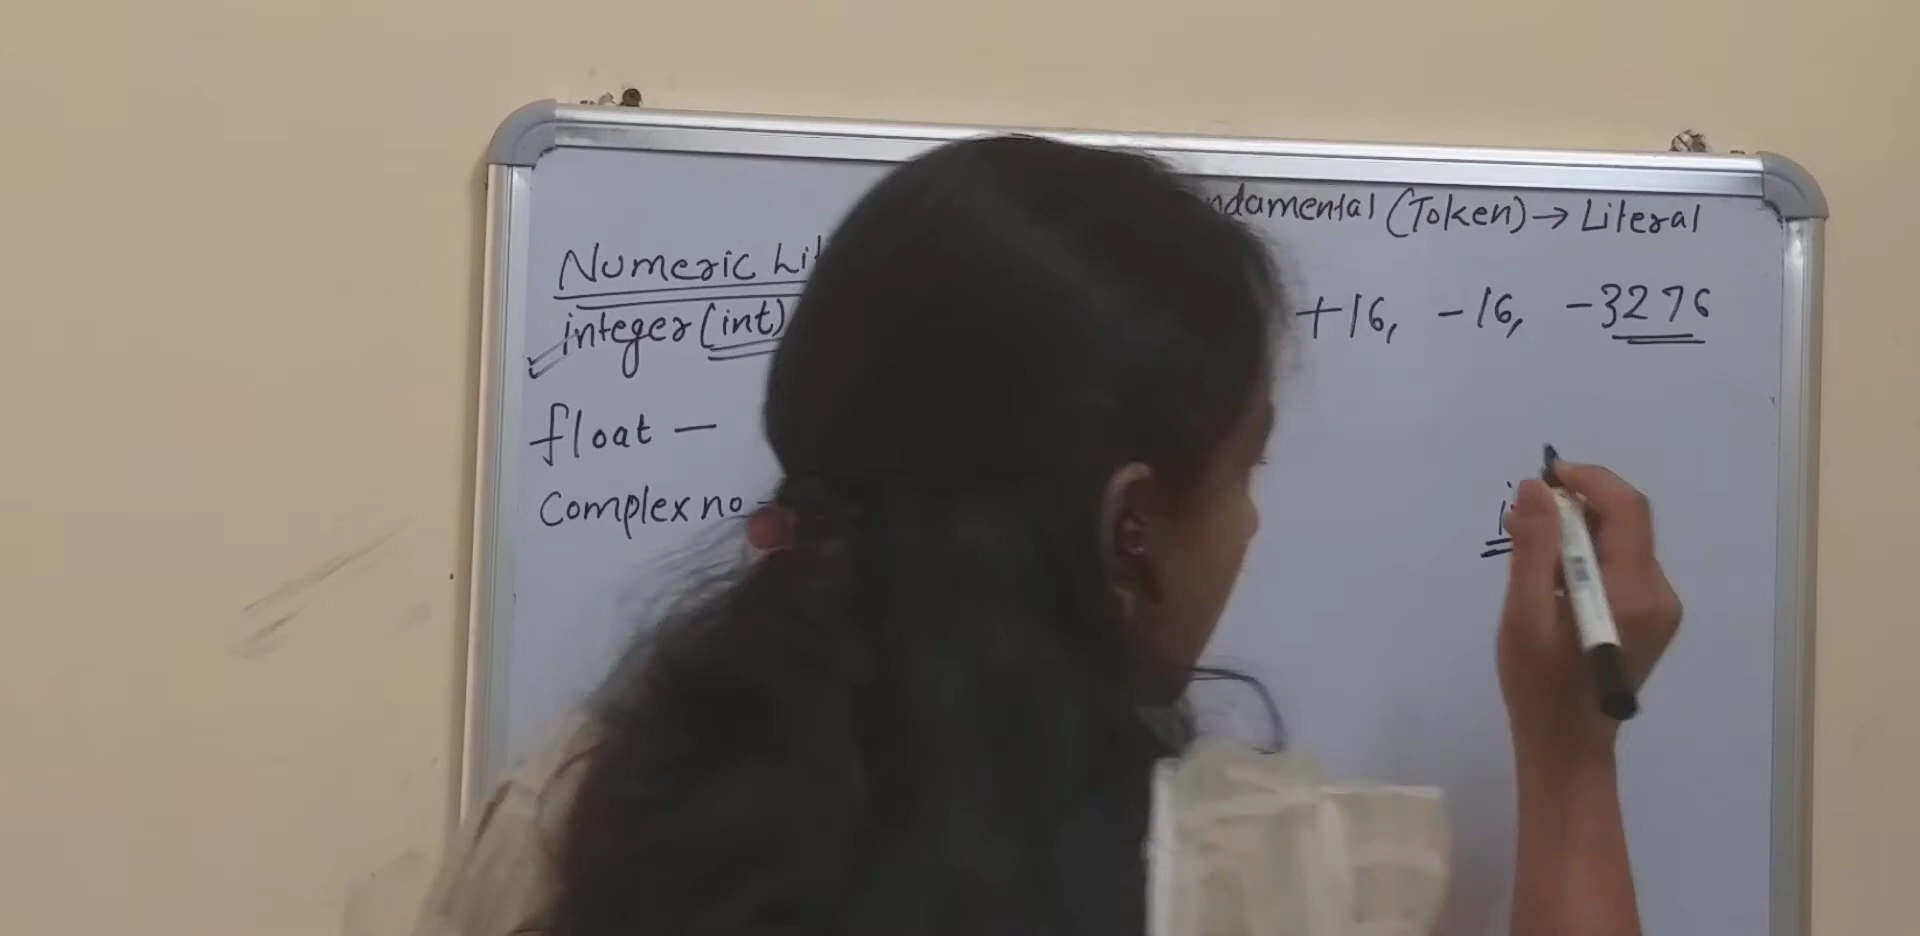 ndamental (Token) → Literal
Numeric Lit
integer (int) +16, -16, -3276
float —
Complex no -